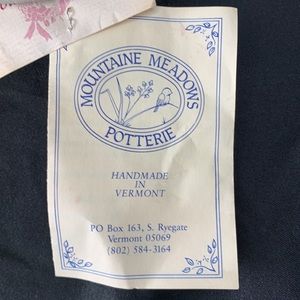 MOUNTAINE MEADOWS
POTTERIE
HANDMADE
IN
VERMONT
PO Box 163, S. Ryegate
Vermont 05069
(802) 584-3164